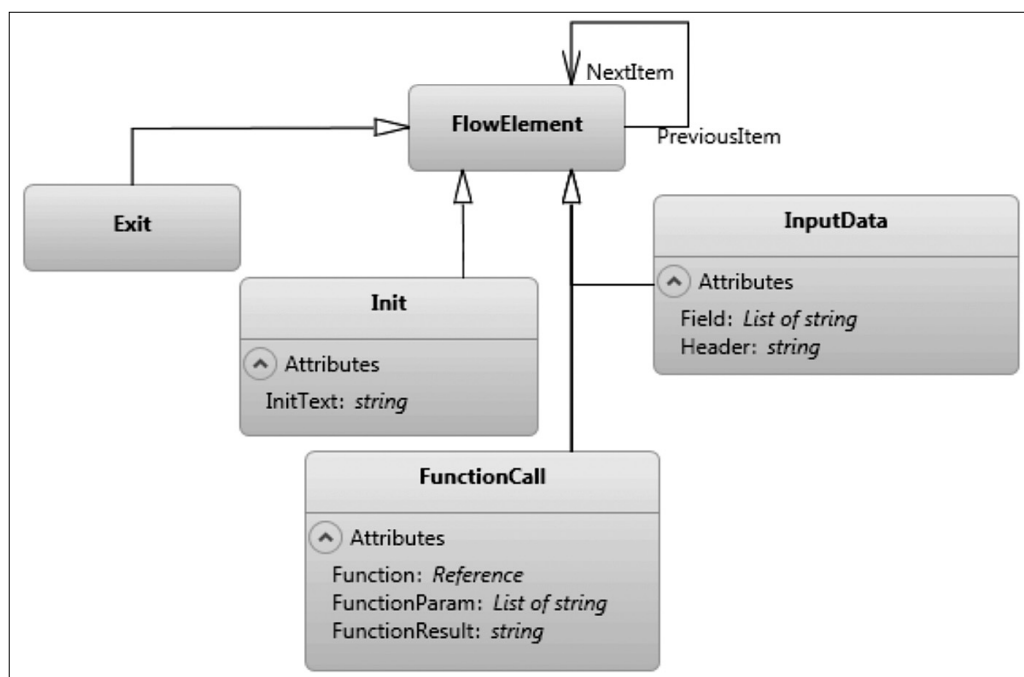 NextItem
FlowElement
PreviousItem
Exit
InputData
Attributes
Field: List of string
Header: string
Init
Attributes
InitText: string
FunctionCall
Attributes
Function: Reference
FunctionParam: List of string
FunctionResult: string